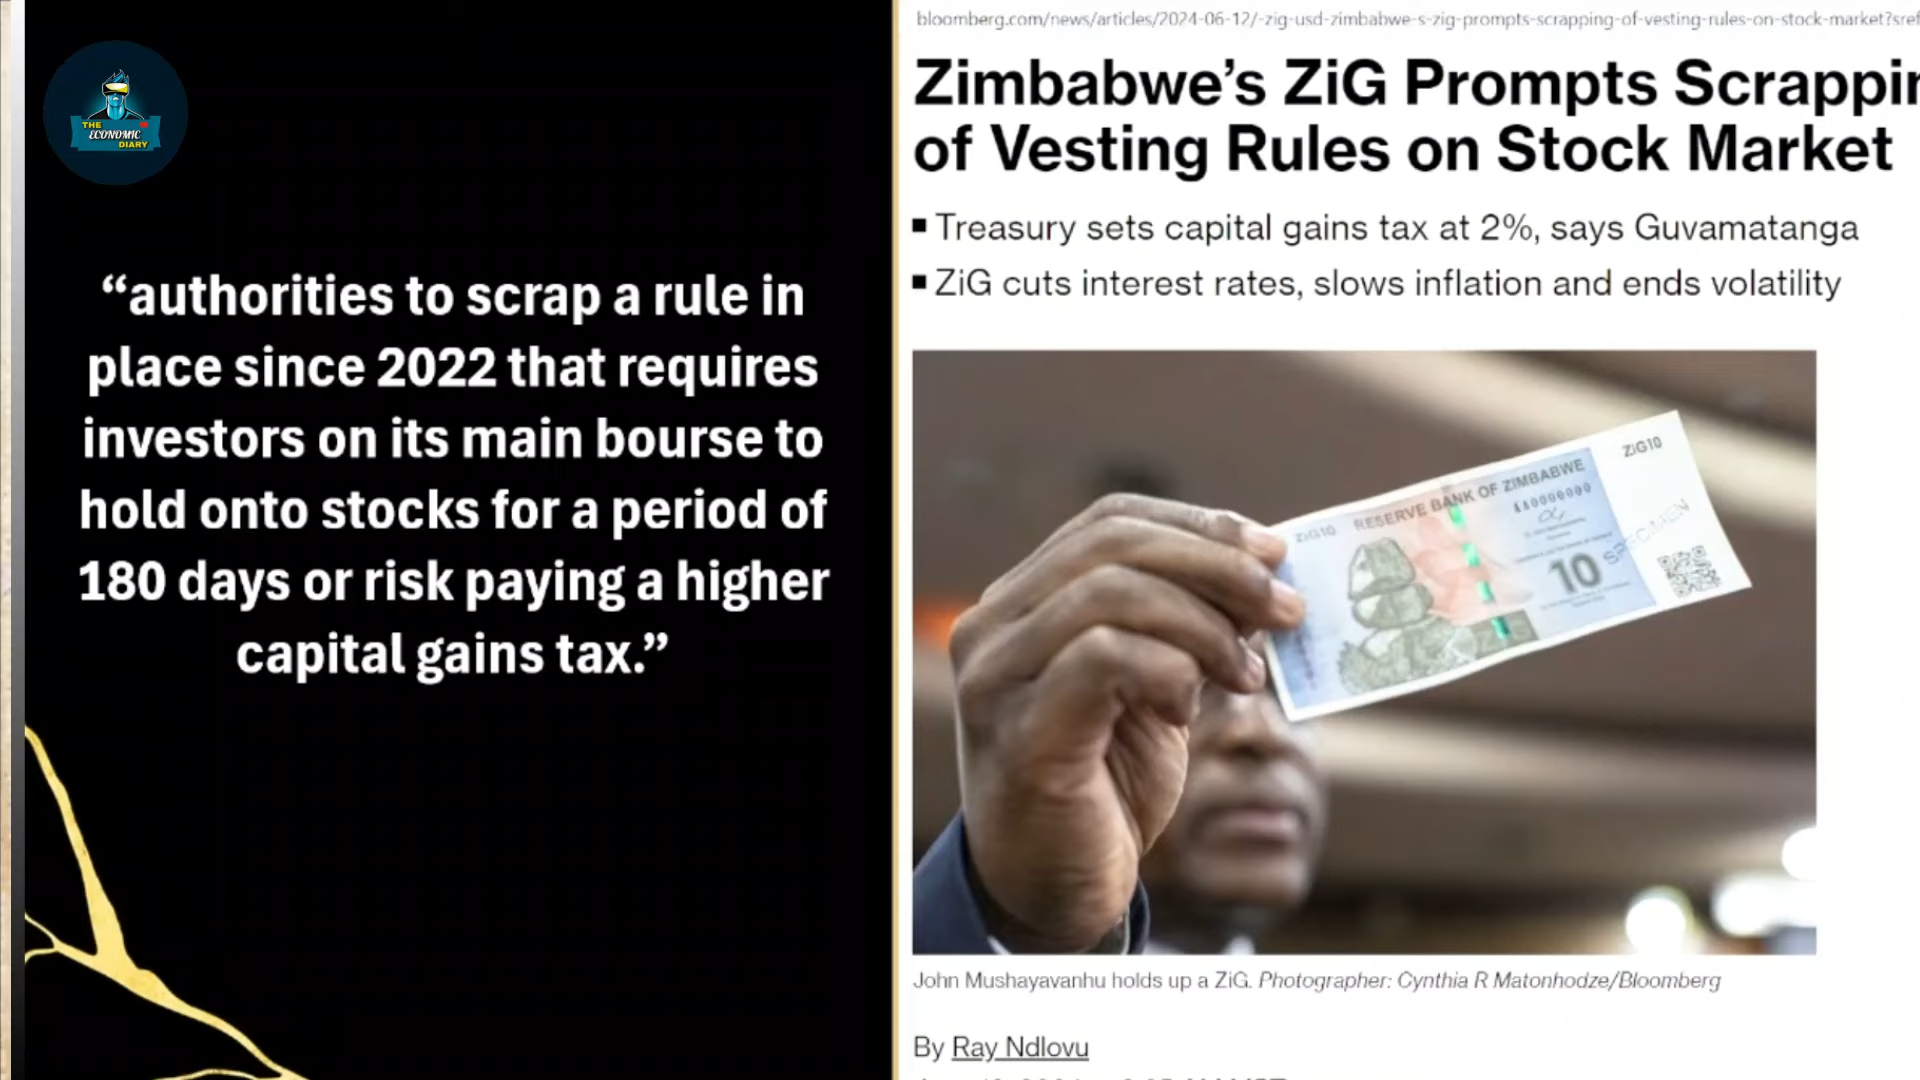 THE
ECONOMIC
DIARY
“authorities to scrap a rule in
place since 2022 that requires
investors on its main bourse to
hold onto stocks for a period of
180 days or risk paying a higher
capital gains tax.”
bloomberg.com/news/articles/2024-06-12/-zig-usd-zimbabwe-s-zig-prompts-scrapping-of-vesting-rules-on-stock-market?sref
Zimbabwe’s ZiG Prompts Scrappin
of Vesting Rules on Stock Market
▪ Treasury sets capital gains tax at 2%, says Guvamatanga
▪ ZiG cuts interest rates, slows inflation and ends volatility
ZiG10
RESERVE BANK OF ZIMBABWE
ZiG10
AA0000000
10
SPECIMEN
John Mushayavanhu holds up a ZiG. Photographer: Cynthia R Matonhodze/Bloomberg
By Ray Ndlovu